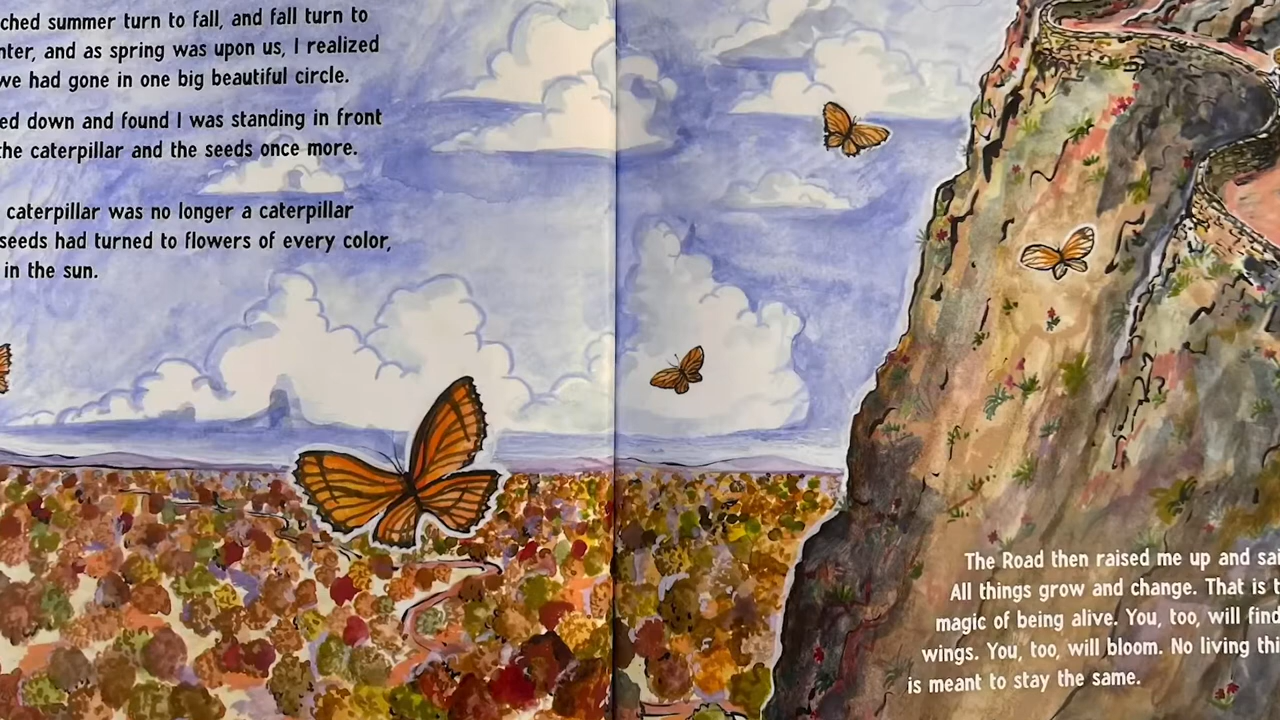 ched summer turn to fall, and fall turn to
nter, and as spring was upon us, I realized
we had gone in one big beautiful circle.
ed down and found I was standing in front
the caterpillar and the seeds once more.
caterpillar was no longer a caterpillar
seeds had turned to flowers of every color,
in the sun.
The Road then raised me up and sai
All things grow and change. That is t
magic of being alive. You, too, will find
wings. You, too, will bloom. No living thi
is meant to stay the same.